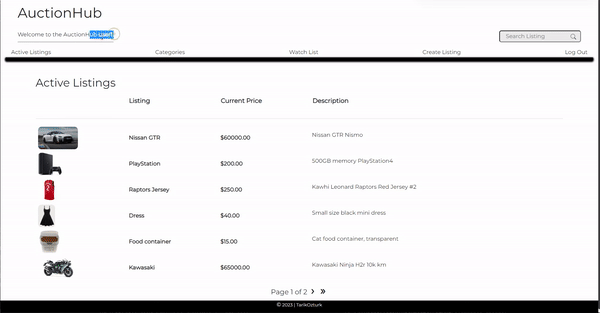 AuctionHub
Welcome to the AuctionHub user1
Search Listing
Active Listings Categories Watch List Create Listing Log Out
Active Listings
Listing Current Price Description
Nissan GTR $60000.00 Nissan GTR Nismo
PlayStation $200.00 500GB memory PlayStation4
Raptors Jersey $250.00 Kawhi Leonard Raptors Red Jersey #2
Dress $40.00 Small size black mini dress
Food container $15.00 Cat food container, transparent
Kawasaki $65000.00 Kawasaki Ninja H2r 10k km
Page 1 of 2 › »
© 2023 | TarikOzturk